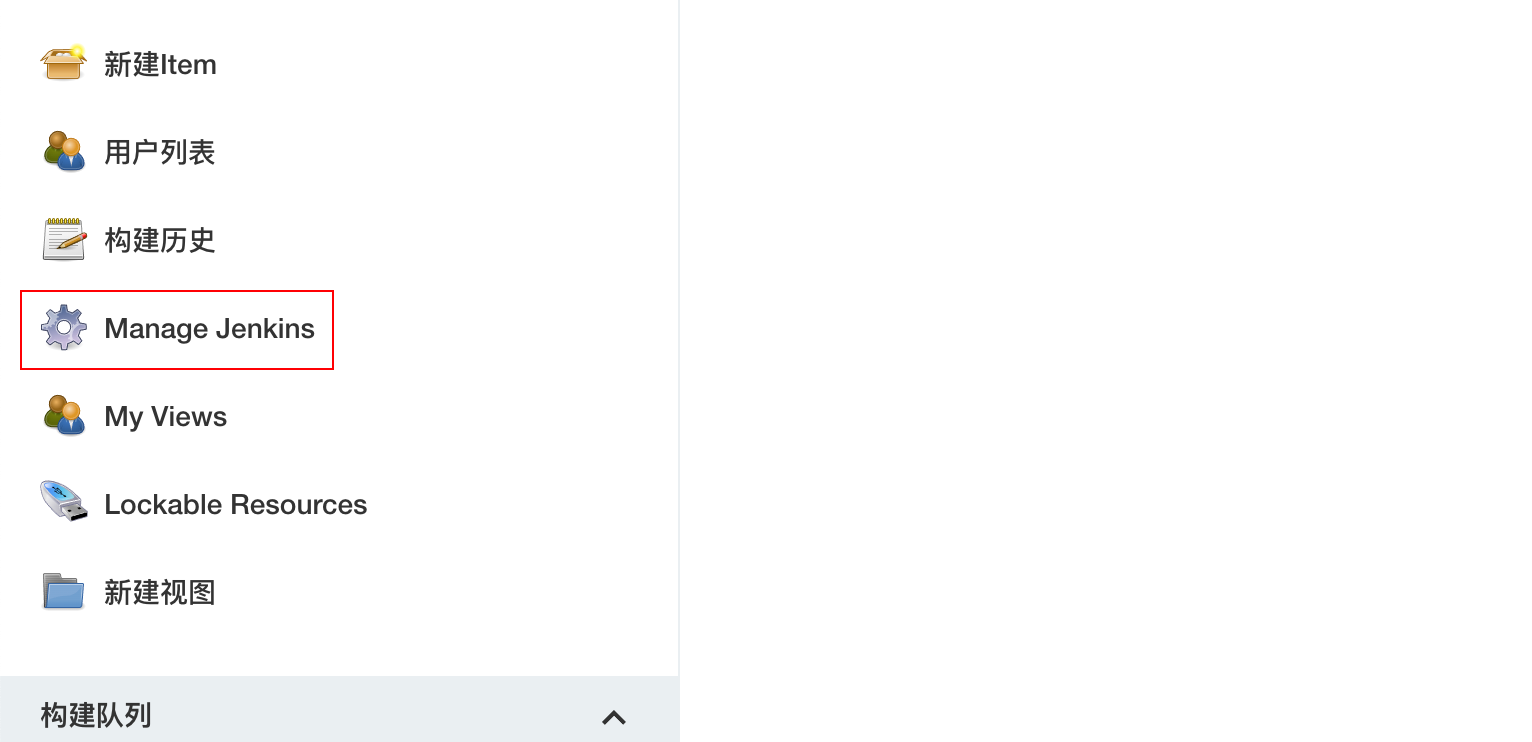 新建Item
用户列表
构建历史
Manage Jenkins
My Views
Lockable Resources
新建视图
构建队列